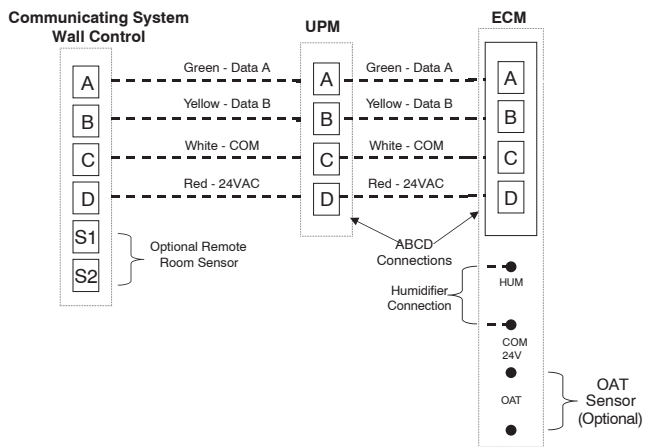 Communicating System
Wall Control
UPM
ECM
A
Green - Data A
A
Green - Data A
A
B
Yellow - Data B
B
Yellow - Data B
B
C
White - COM
C
White - COM
C
D
Red - 24VAC
D
Red - 24VAC
D
S1
S2
Optional Remote
Room Sensor
ABCD
Connections
Humidifier
Connection
HUM
COM
24V
OAT
OAT
Sensor
(Optional)